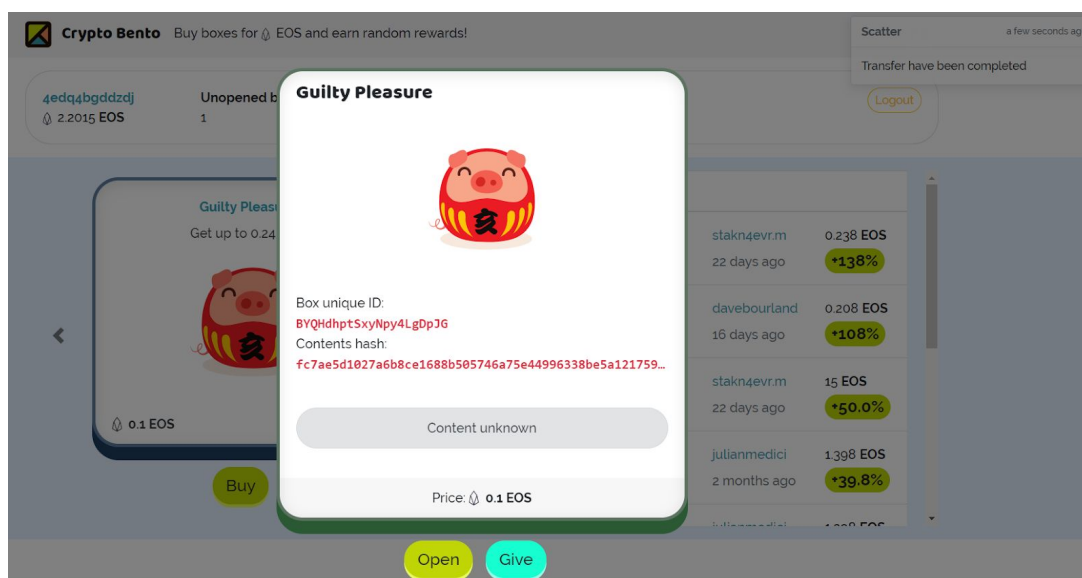 Crypto Bento Buy boxes for EOS and earn random rewards!
Scatter a few seconds ag
Transfer have been completed
4edq4bgddzdj
2.2015 EOS
Unopened b
1
Logout
Guilty Pleasu
Get up to 0.24
亥
0.1 EOS
Buy
Guilty Pleasure
亥
Box unique ID:
BYQHdhptSxyNpy4LgDpJG
Contents hash:
fc7ae5d1027a6b8ce1688b505746a75e44996338be5a121759…
Content unknown
Price: 0.1 EOS
Open Give
stakn4evr.m 0.238 EOS
22 days ago +138%
davebourland 0.208 EOS
16 days ago +108%
stakn4evr.m 15 EOS
22 days ago +50.0%
julianmedici 1.398 EOS
2 months ago +39.8%